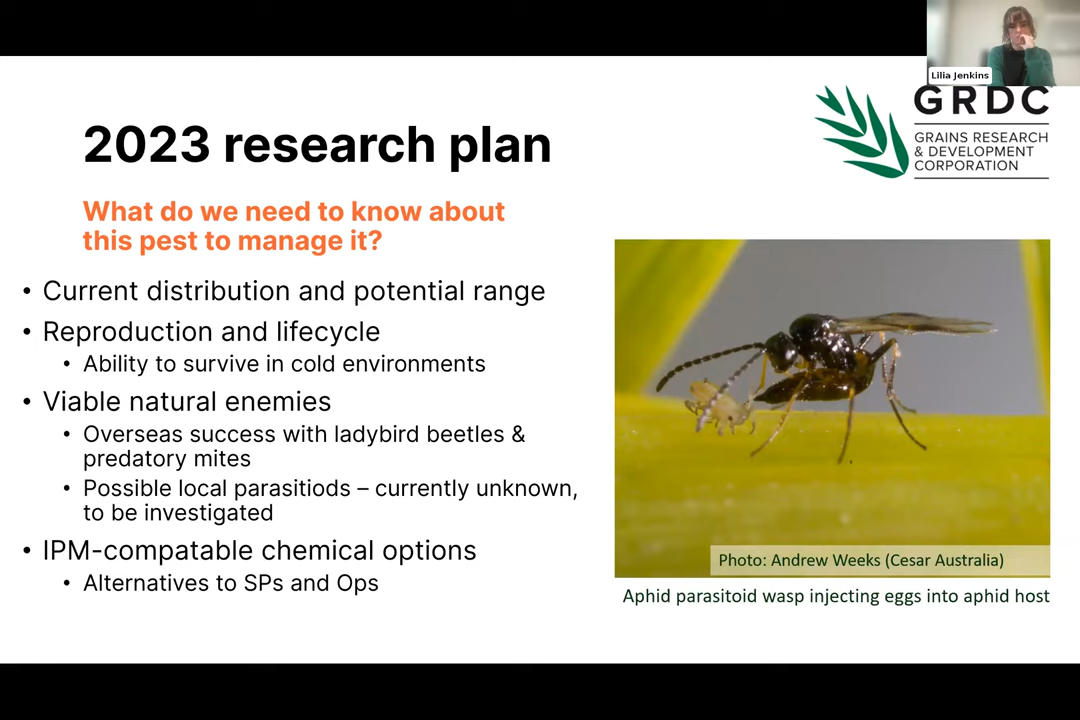 Lilia Jenkins
GRDC
GRAINS RESEARCH
& DEVELOPMENT
CORPORATION
2023 research plan
What do we need to know about
this pest to manage it?
• Current distribution and potential range
• Reproduction and lifecycle
• Ability to survive in cold environments
• Viable natural enemies
• Overseas success with ladybird beetles &
predatory mites
• Possible local parasitiods – currently unknown,
to be investigated
• IPM-compatable chemical options
• Alternatives to SPs and Ops
Photo: Andrew Weeks (Cesar Australia)
Aphid parasitoid wasp injecting eggs into aphid host